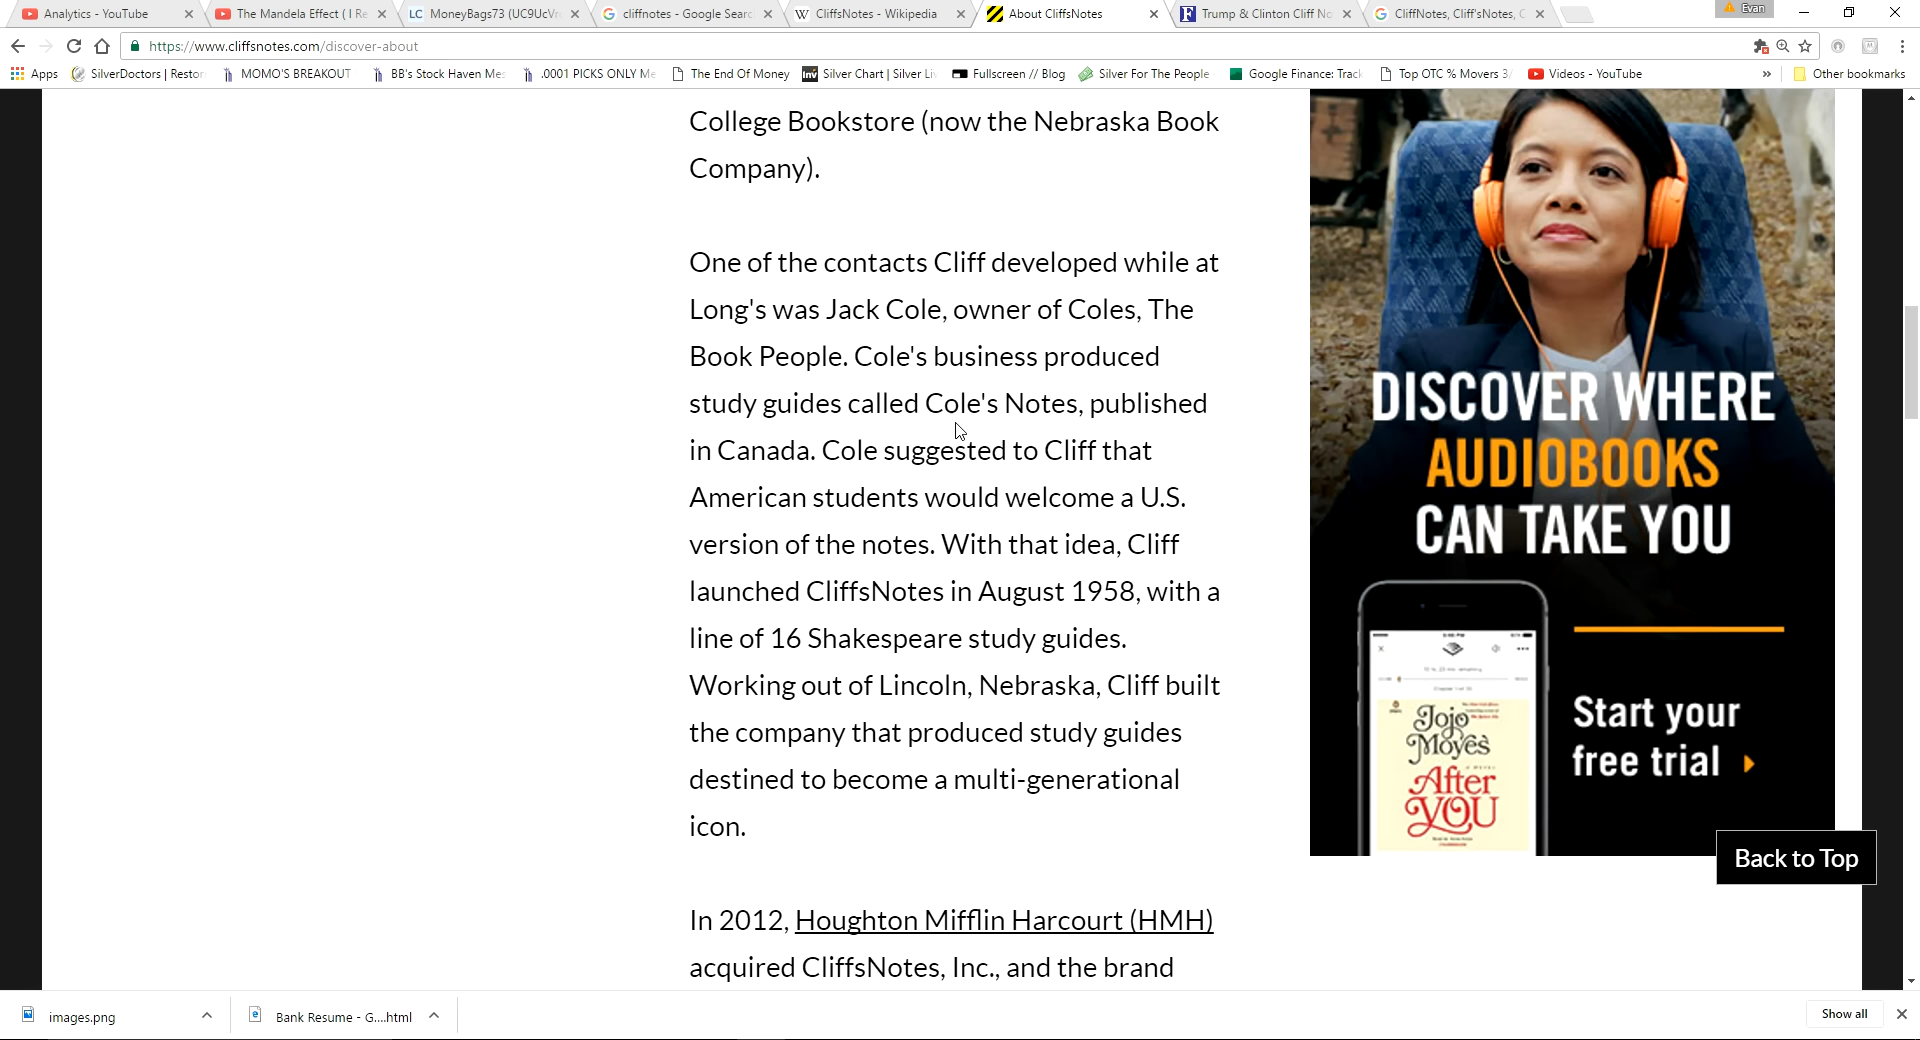 Analytics - YouTube
The Mandela Effect ( I Re
MoneyBags73 (UC9UcVr
cliffnotes - Google Searc
CliffsNotes - Wikipedia
About CliffsNotes
Trump & Clinton Cliff No
CliffNotes, Cliff'sNotes, C
Evan
https://www.cliffsnotes.com/discover-about
Apps
SilverDoctors | Restor
MOMO'S BREAKOUT
BB's Stock Haven Mes
.0001 PICKS ONLY Me
The End Of Money
Silver Chart | Silver Liv
Fullscreen // Blog
Silver For The People
Google Finance: Track
Top OTC % Movers 3/
Videos - YouTube
Other bookmarks
College Bookstore (now the Nebraska Book
Company).
One of the contacts Cliff developed while at
Long's was Jack Cole, owner of Coles, The
Book People. Cole's business produced
study guides called Cole's Notes, published
in Canada. Cole suggested to Cliff that
American students would welcome a U.S.
version of the notes. With that idea, Cliff
launched CliffsNotes in August 1958, with a
line of 16 Shakespeare study guides.
Working out of Lincoln, Nebraska, Cliff built
the company that produced study guides
destined to become a multi-generational
icon.
In 2012, Houghton Mifflin Harcourt (HMH)
acquired CliffsNotes, Inc., and the brand
DISCOVER WHERE
AUDIOBOOKS
CAN TAKE YOU
Jojo
Moyes
After
YOU
Start your
free trial
Back to Top
images.png
Bank Resume - G....html
Show all